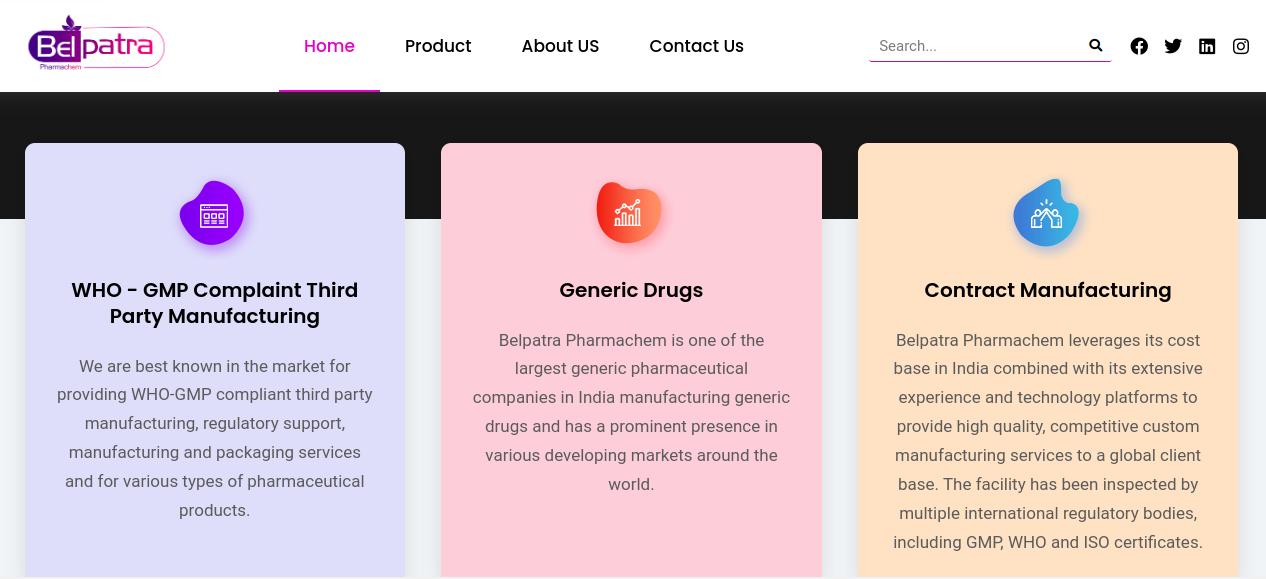 Belpatra
Pharmachem
Home Product About US Contact Us Search...
WHO - GMP Complaint Third
Party Manufacturing
We are best known in the market for
providing WHO-GMP compliant third party
manufacturing, regulatory support,
manufacturing and packaging services
and for various types of pharmaceutical
products.
Generic Drugs
Belpatra Pharmachem is one of the
largest generic pharmaceutical
companies in India manufacturing generic
drugs and has a prominent presence in
various developing markets around the
world.
Contract Manufacturing
Belpatra Pharmachem leverages its cost
base in India combined with its extensive
experience and technology platforms to
provide high quality, competitive custom
manufacturing services to a global client
base. The facility has been inspected by
multiple international regulatory bodies,
including GMP, WHO and ISO certificates.